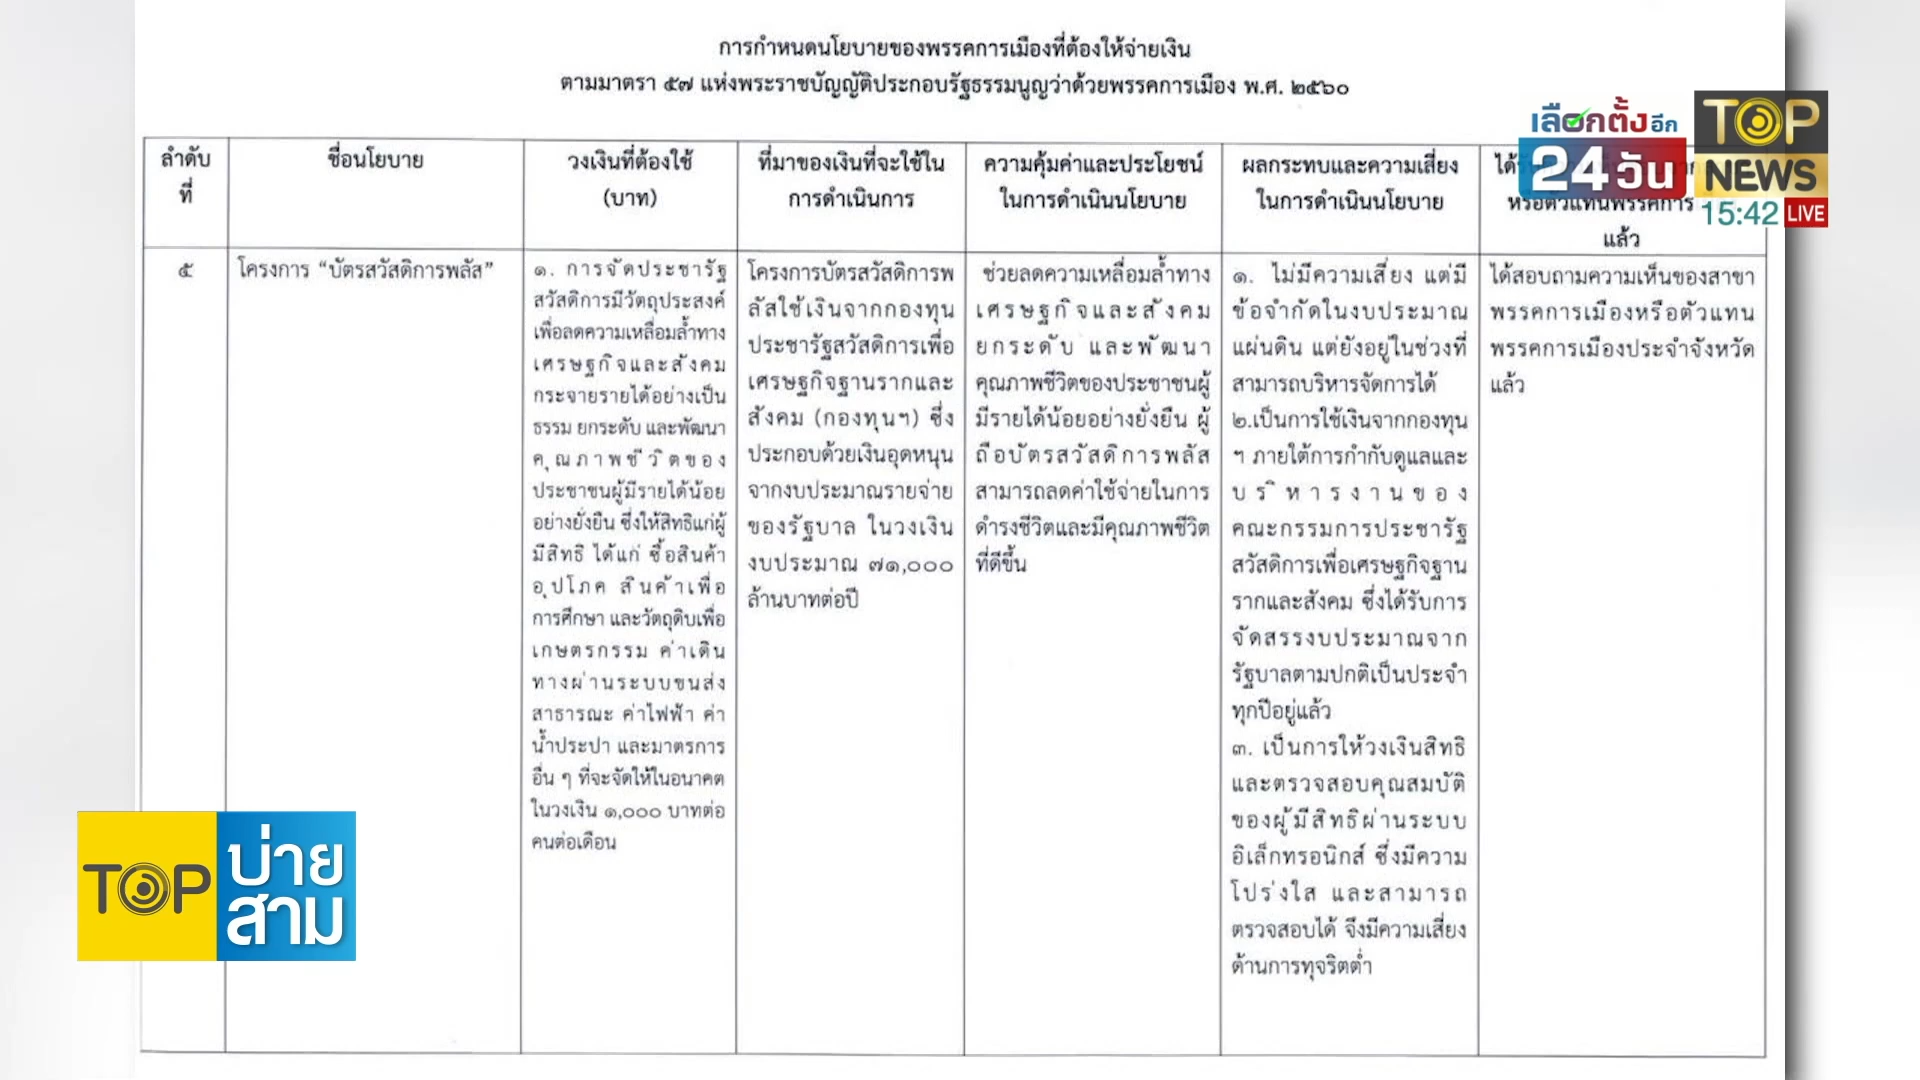 การกำหนดนโยบายของพรรคการเมืองที่ต้องให้จ่ายเงิน
ตามมาตรา ๕๗ แห่งพระราชบัญญัติประกอบรัฐธรรมนูญว่าด้วยพรรคการเมือง พ.ศ. ๒๕๖๐
เลือกตั้งอีก
24 วัน
TOP
NEWS
15:42 LIVE
ลำดับ
ที่
ชื่อนโยบาย
วงเงินที่ต้องใช้
(บาท)
ที่มาของเงินที่จะใช้ใน
การดำเนินการ
ความคุ้มค่าและประโยชน์
ในการดำเนินนโยบาย
ผลกระทบและความเสี่ยง
ในการดำเนินนโยบาย
หรือตัวแทนพรรคการ
แล้ว
๕
โครงการ “บัตรสวัสดิการพลัส”
๑. การจัดประชารัฐ
สวัสดิการมีวัตถุประสงค์
เพื่อลดความเหลื่อมล้ำทาง
เศรษฐกิจและสังคม
กระจายรายได้อย่างเป็น
ธรรม ยกระดับ และพัฒนา
คุณภาพชีวิตของ
ประชาชนผู้มีรายได้น้อย
อย่างยั่งยืน ซึ่งให้สิทธิแก่ผู้
มีสิทธิ ได้แก่ ซื้อสินค้า
อุปโภค สินค้าเพื่อ
การศึกษา และวัตถุดิบเพื่อ
เกษตรกรรม ค่าเดิน
ทางผ่านระบบขนส่ง
สาธารณะ ค่าไฟฟ้า ค่า
น้ำประปา และมาตรการ
อื่น ๆ ที่จะจัดให้ในอนาคต
ในวงเงิน ๑,๐๐๐ บาทต่อ
คนต่อเดือน
โครงการบัตรสวัสดิการพ
ลัสใช้เงินจากกองทุน
ประชารัฐสวัสดิการเพื่อ
เศรษฐกิจฐานรากและ
สังคม (กองทุนฯ) ซึ่ง
ประกอบด้วยเงินอุดหนุน
จากงบประมาณรายจ่าย
ของรัฐบาล ในวงเงิน
งบประมาณ ๗๑,๐๐๐
ล้านบาทต่อปี
ช่วยลดความเหลื่อมล้ำทาง
เศรษฐกิจและสังคม
ยกระดับ และพัฒนา
คุณภาพชีวิตของประชาชนผู้
มีรายได้น้อยอย่างยั่งยืน ผู้
ถือบัตรสวัสดิการพลัส
สามารถลดค่าใช้จ่ายในการ
ดำรงชีวิตและมีคุณภาพชีวิต
ที่ดีขึ้น
๑. ไม่มีความเสี่ยง แต่มี
ข้อจำกัดในงบประมาณ
แผ่นดิน แต่ยังอยู่ในช่วงที่
สามารถบริหารจัดการได้
๒.เป็นการใช้เงินจากกองทุน
ฯ ภายใต้การกำกับดูแลและ
บริหารงานของ
คณะกรรมการประชารัฐ
สวัสดิการเพื่อเศรษฐกิจฐาน
รากและสังคม ซึ่งได้รับการ
จัดสรรงบประมาณจาก
รัฐบาลตามปกติเป็นประจำ
ทุกปีอยู่แล้ว
๓. เป็นการให้วงเงินสิทธิ
และตรวจสอบคุณสมบัติ
ของผู้มีสิทธิผ่านระบบ
อิเล็กทรอนิกส์ ซึ่งมีความ
โปร่งใส และสามารถ
ตรวจสอบได้ จึงมีความเสี่ยง
ด้านการทุจริตต่ำ
ได้สอบถามความเห็นของสาขา
พรรคการเมืองหรือตัวแทน
พรรคการเมืองประจำจังหวัด
แล้ว
TOP
บ่าย
สาม